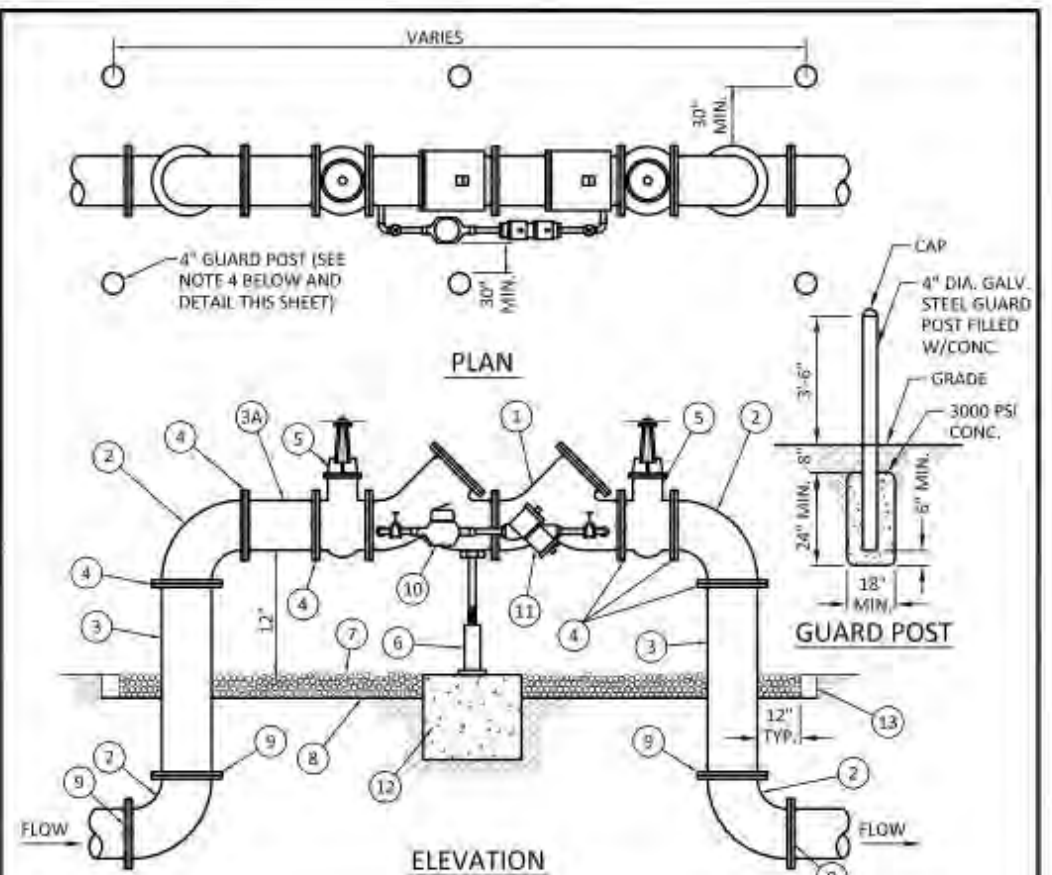 VARIES
30"
MIN.
4" GUARD POST (SEE
NOTE 4 BELOW AND
DETAIL THIS SHEET)
30"
MIN.
PLAN
CAP
4" DIA. GALV.
STEEL GUARD
POST FILLED
W/CONC.
GRADE
3000 PSI
CONC.
3'-6"
8"
24" MIN.
6" MIN.
18"
MIN.
GUARD POST
2
4
3A
5
1
5
2
4
4
10
11
4
3
12"
7
6
3
8
12
12"
TYP.
13
9
2
9
9
2
FLOW
FLOW
ELEVATION